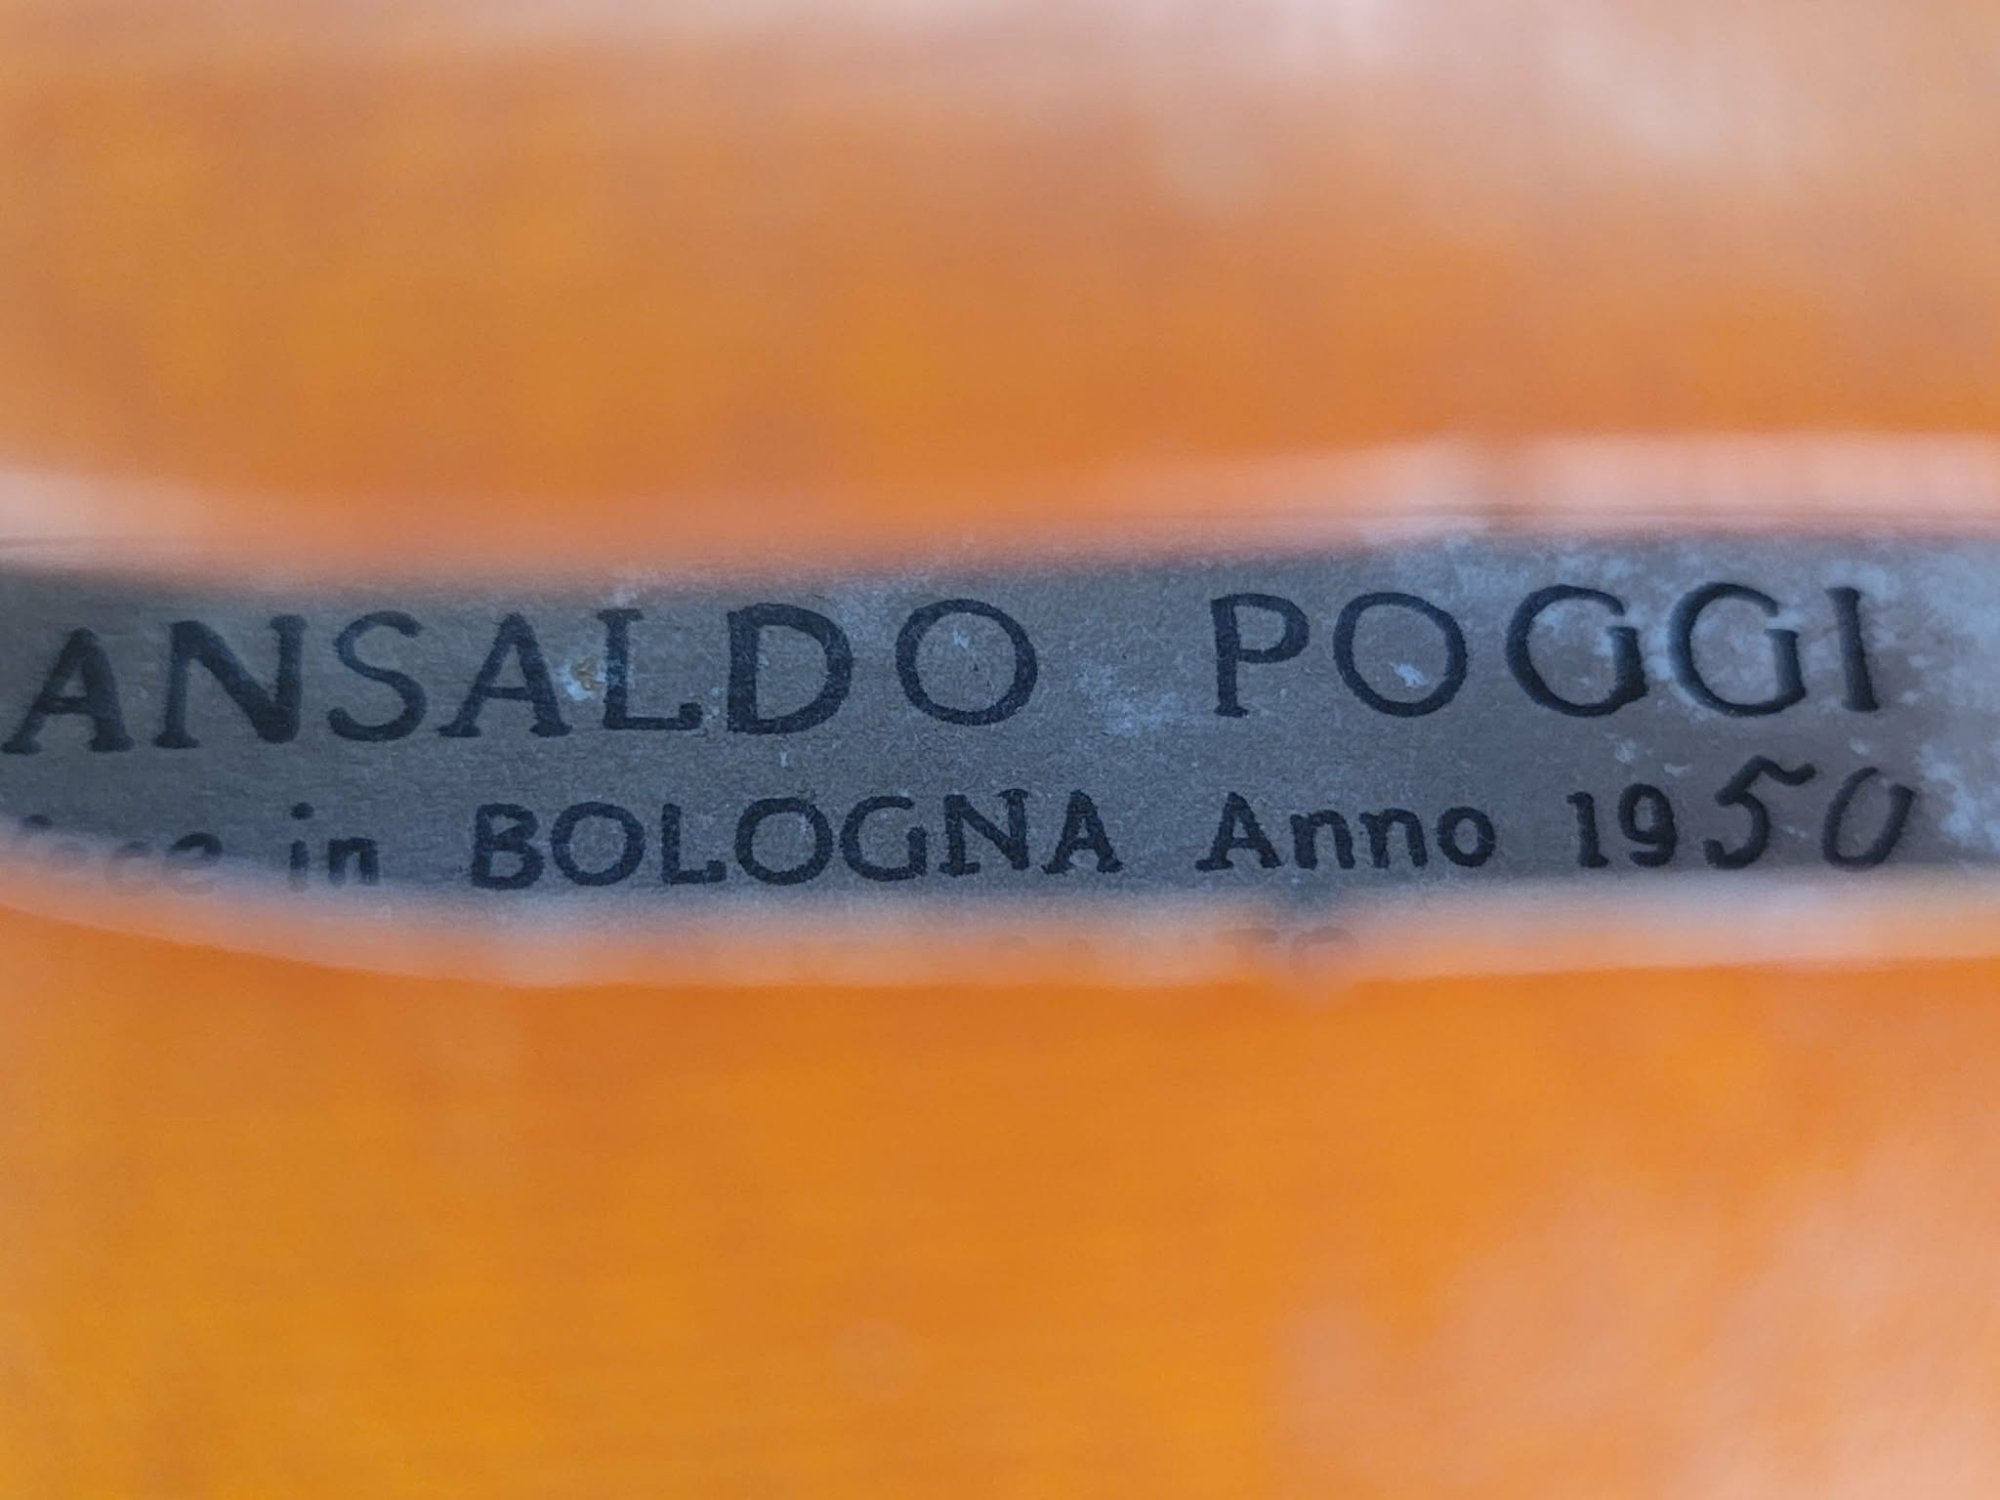 ANSALDO POGGI
in BOLOGNA Anno 1950